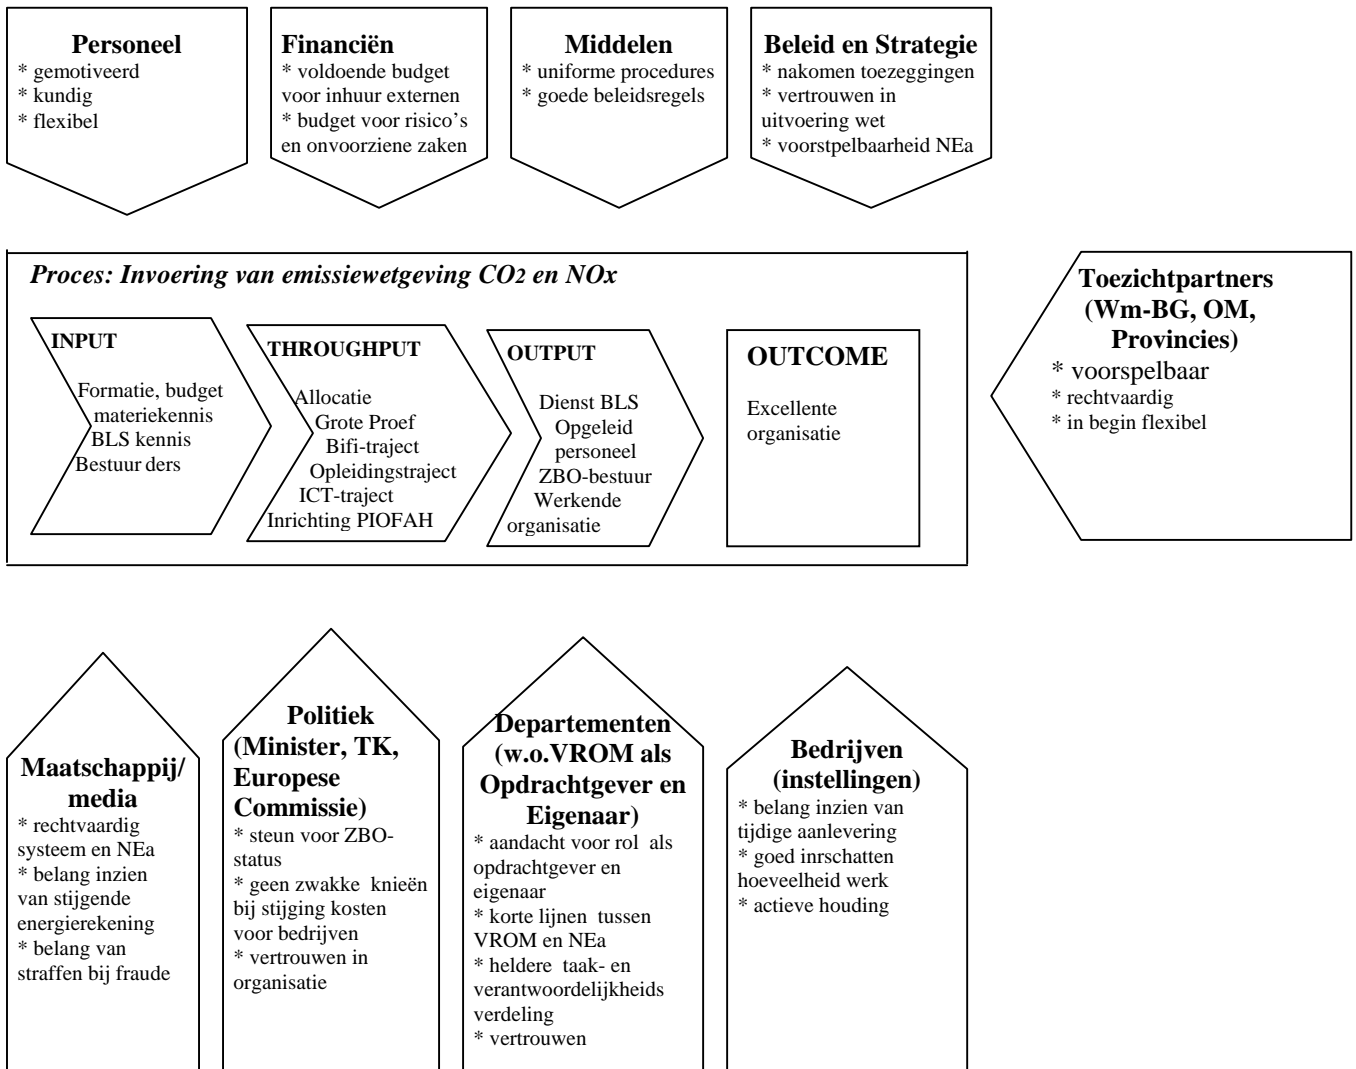 Personeel
* gemotiveerd
* kundig
* flexibel
Financiën
* voldoende budget
voor inhuur externen
* budget voor risico's
en onvoorziene zaken
Middelen
* uniforme procedures
* goede beleidsregels
Beleid en Strategie
* nakomen toezeggingen
* vertrouwen in
uitvoering wet
* voorstpelbaarheid NEa
Proces: Invoering van emissiewetgeving CO2 en NOx
INPUT
Formatie, budget
materiekennis
BLS kennis
Bestuur ders
THROUGHPUT
Allocatie
Grote Proef
Bifi-traject
Opleidingstraject
ICT-traject
Inrichting PIOFAH
OUTPUT
Dienst BLS
Opgeleid
personeel
ZBO-bestuur
Werkende
organisatie
OUTCOME
Excellente
organisatie
Toezichtpartners
(Wm-BG, OM,
Provincies)
* voorspelbaar
* rechtvaardig
* in begin flexibel
Maatschappij/
media
* rechtvaardig
systeem en NEa
* belang inzien
van stijgende
energierekening
* belang van
straffen bij fraude
Politiek
(Minister, TK,
Europese
Commissie)
* steun voor ZBO-
status
* geen zwakke knieën
bij stijging kosten
voor bedrijven
* vertrouwen in
organisatie
Departementen
(w.o.VROM als
Opdrachtgever en
Eigenaar)
* aandacht voor rol als
opdrachtgever en
eigenaar
* korte lijnen tussen
VROM en NEa
* heldere taak- en
verantwoordelijkheids
verdeling
* vertrouwen
Bedrijven
(instellingen)
* belang inzien van
tijdige aanlevering
* goed inrschatten
hoeveelheid werk
* actieve houding